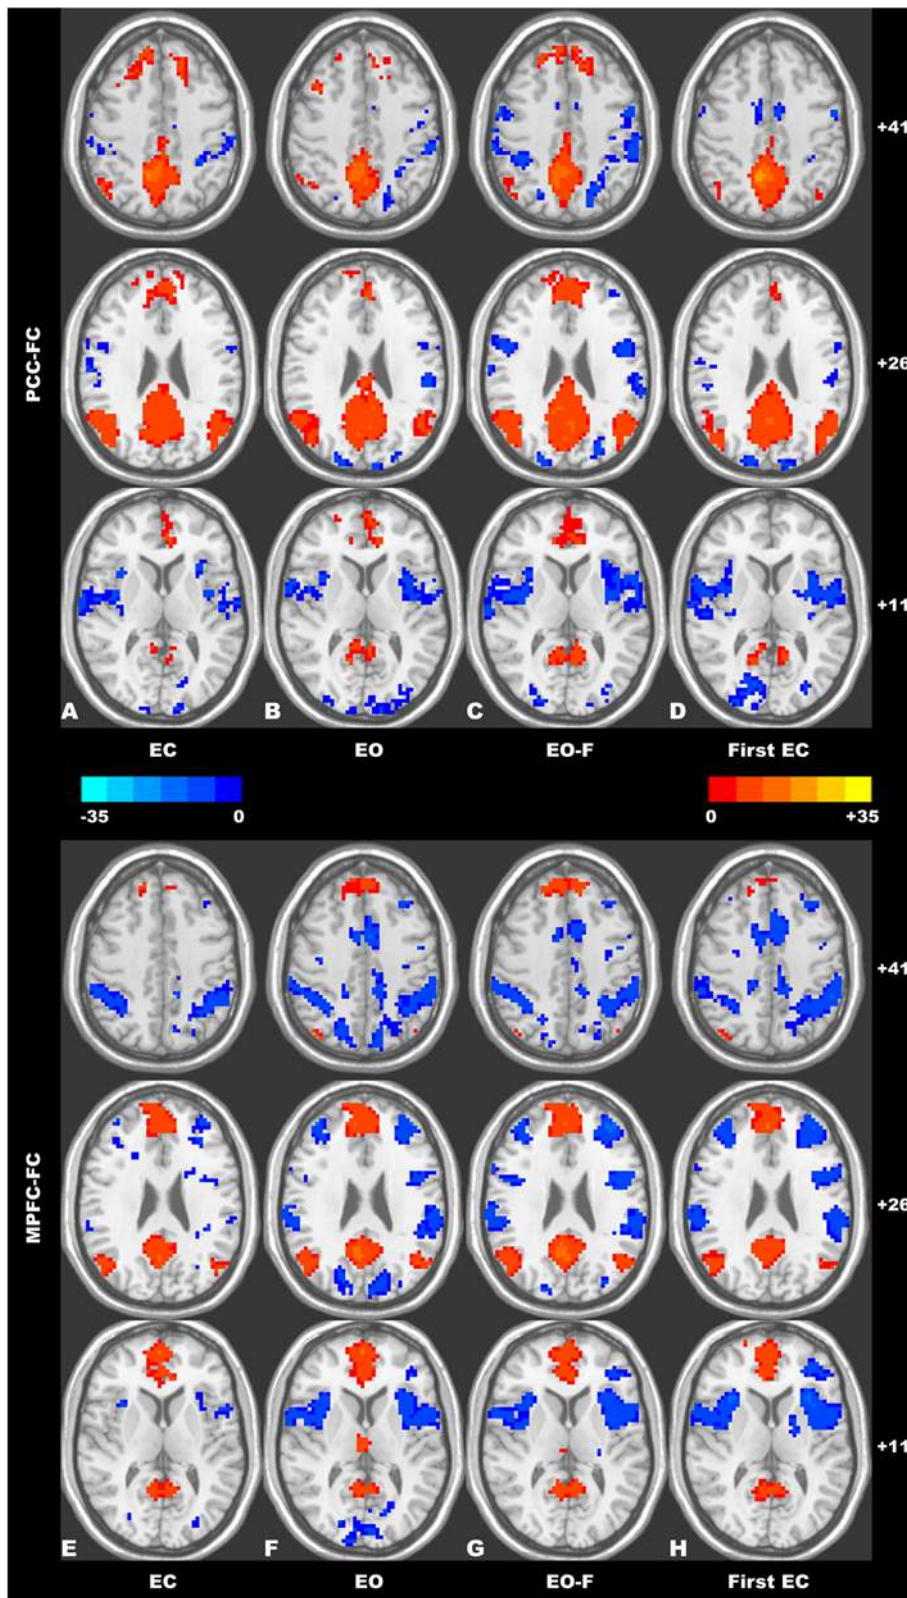 +41
PCC-FC
+26
+11
A B C D
EC EO EO-F First EC
-35 0 0 +35
+41
MPFC-FC
+26
+11
E F G H
EC EO EO-F First EC